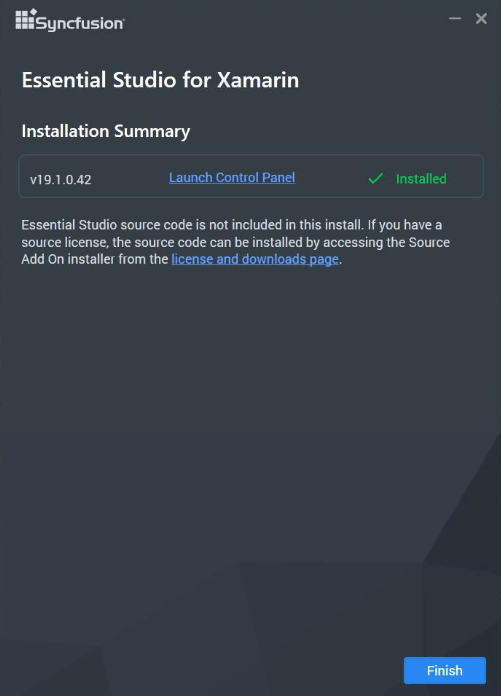 Syncfusion
Essential Studio for Xamarin
Installation Summary
v19.1.0.42 Launch Control Panel Installed
Essential Studio source code is not included in this install. If you have a
source license, the source code can be installed by accessing the Source
Add On installer from the license and downloads page.
Finish